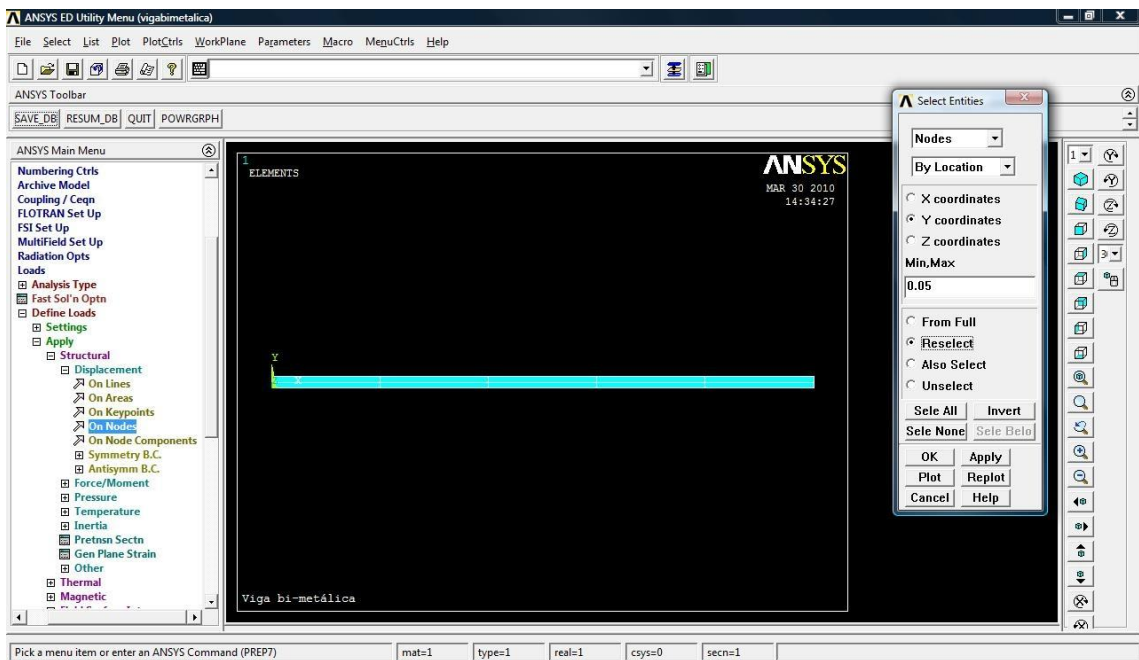 ANSYS ED Utility Menu (vigabimetalica)
File Select List Plot PlotCtrls WorkPlane Parameters Macro MenuCtrls Help
ANSYS Toolbar
SAVE_DB RESUM_DB QUIT POWRGRPH
ANSYS Main Menu
Numbering Ctrls
Archive Model
Coupling / Ceqn
FLOTRAN Set Up
FSI Set Up
MultiField Set Up
Radiation Opts
Loads
Analysis Type
Fast Sol'n Optn
Define Loads
Settings
Apply
Structural
Displacement
On Lines
On Areas
On Keypoints
On Nodes
On Node Components
Symmetry B.C.
Antisymm B.C.
Force/Moment
Pressure
Temperature
Inertia
Pretnsn Sectn
Gen Plane Strain
Other
Thermal
Magnetic
1
ELEMENTS
ANSYS
MAR 30 2010
14:34:27
Y
X
Viga bi-metálica
Select Entities
Nodes
By Location
X coordinates
Y coordinates
Z coordinates
Min,Max
0.05
From Full
Reselect
Also Select
Unselect
Sele All Invert
Sele None Sele Belo
OK Apply
Plot Replot
Cancel Help
1
Pick a menu item or enter an ANSYS Command (PREP7) mat=1 type=1 real=1 csys=0 secn=1